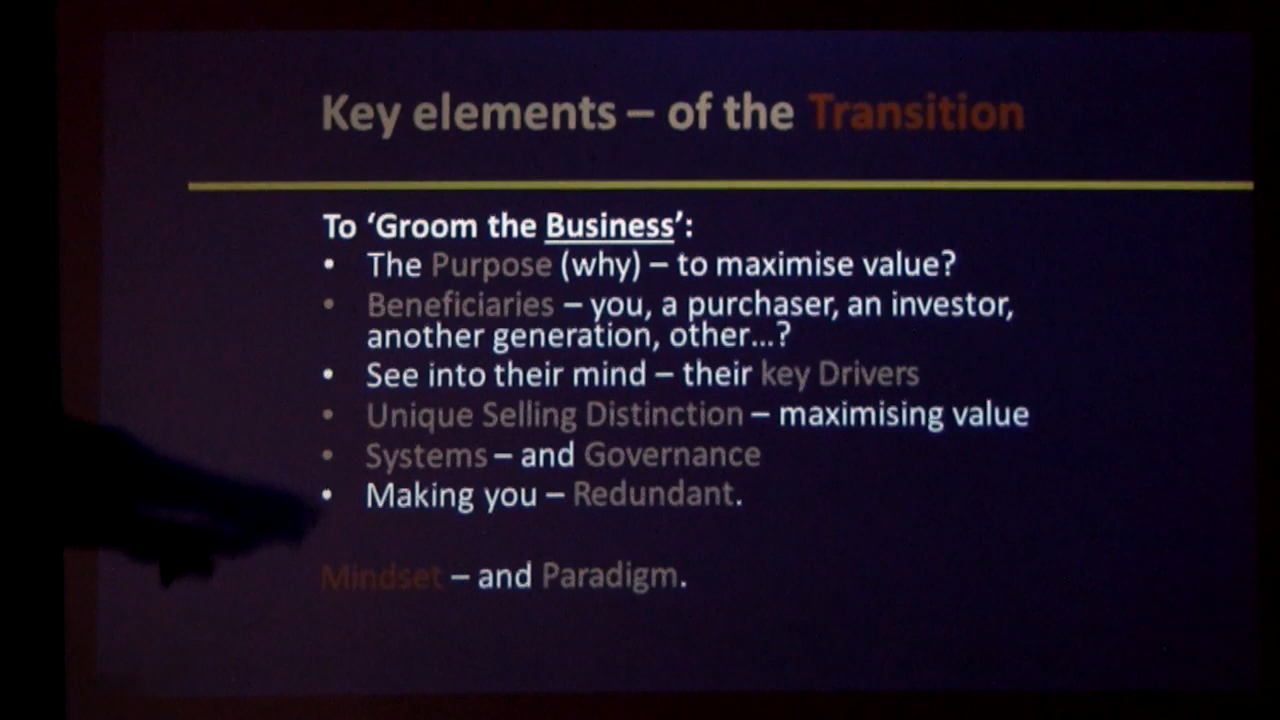 Key elements – of the Transition
To ‘Groom the Business’:
• The Purpose (why) – to maximise value?
• Beneficiaries – you, a purchaser, an investor,
another generation, other...?
• See into their mind – their key Drivers
• Unique Selling Distinction – maximising value
• Systems – and Governance
• Making you – Redundant.
Mindset – and Paradigm.